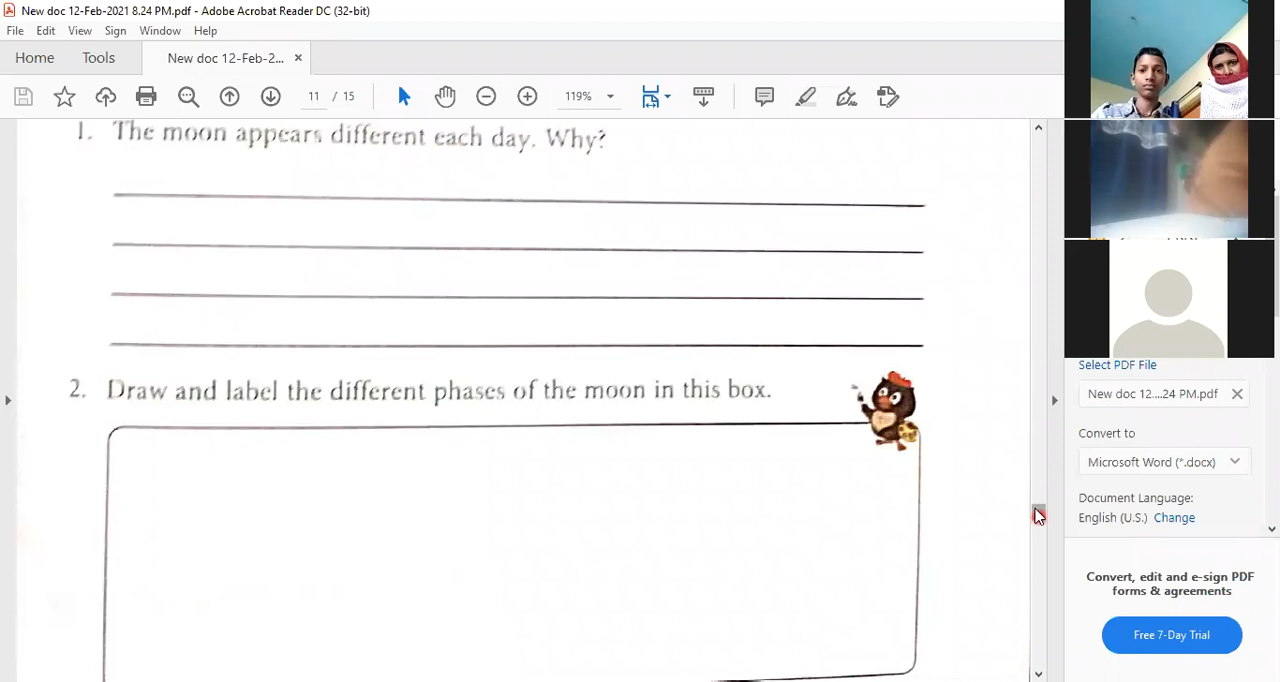 New doc 12-Feb-2021 8.24 PM.pdf - Adobe Acrobat Reader DC (32-bit)
File Edit View Sign Window Help
Home Tools New doc 12-Feb-2... ×
11 / 15 119%
1. The moon appears different each day. Why?
2. Draw and label the different phases of the moon in this box.
Select PDF File
New doc 12....24 PM.pdf
Convert to
Microsoft Word (*.docx)
Document Language:
English (U.S.) Change
Convert, edit and e-sign PDF
forms & agreements
Free 7-Day Trial